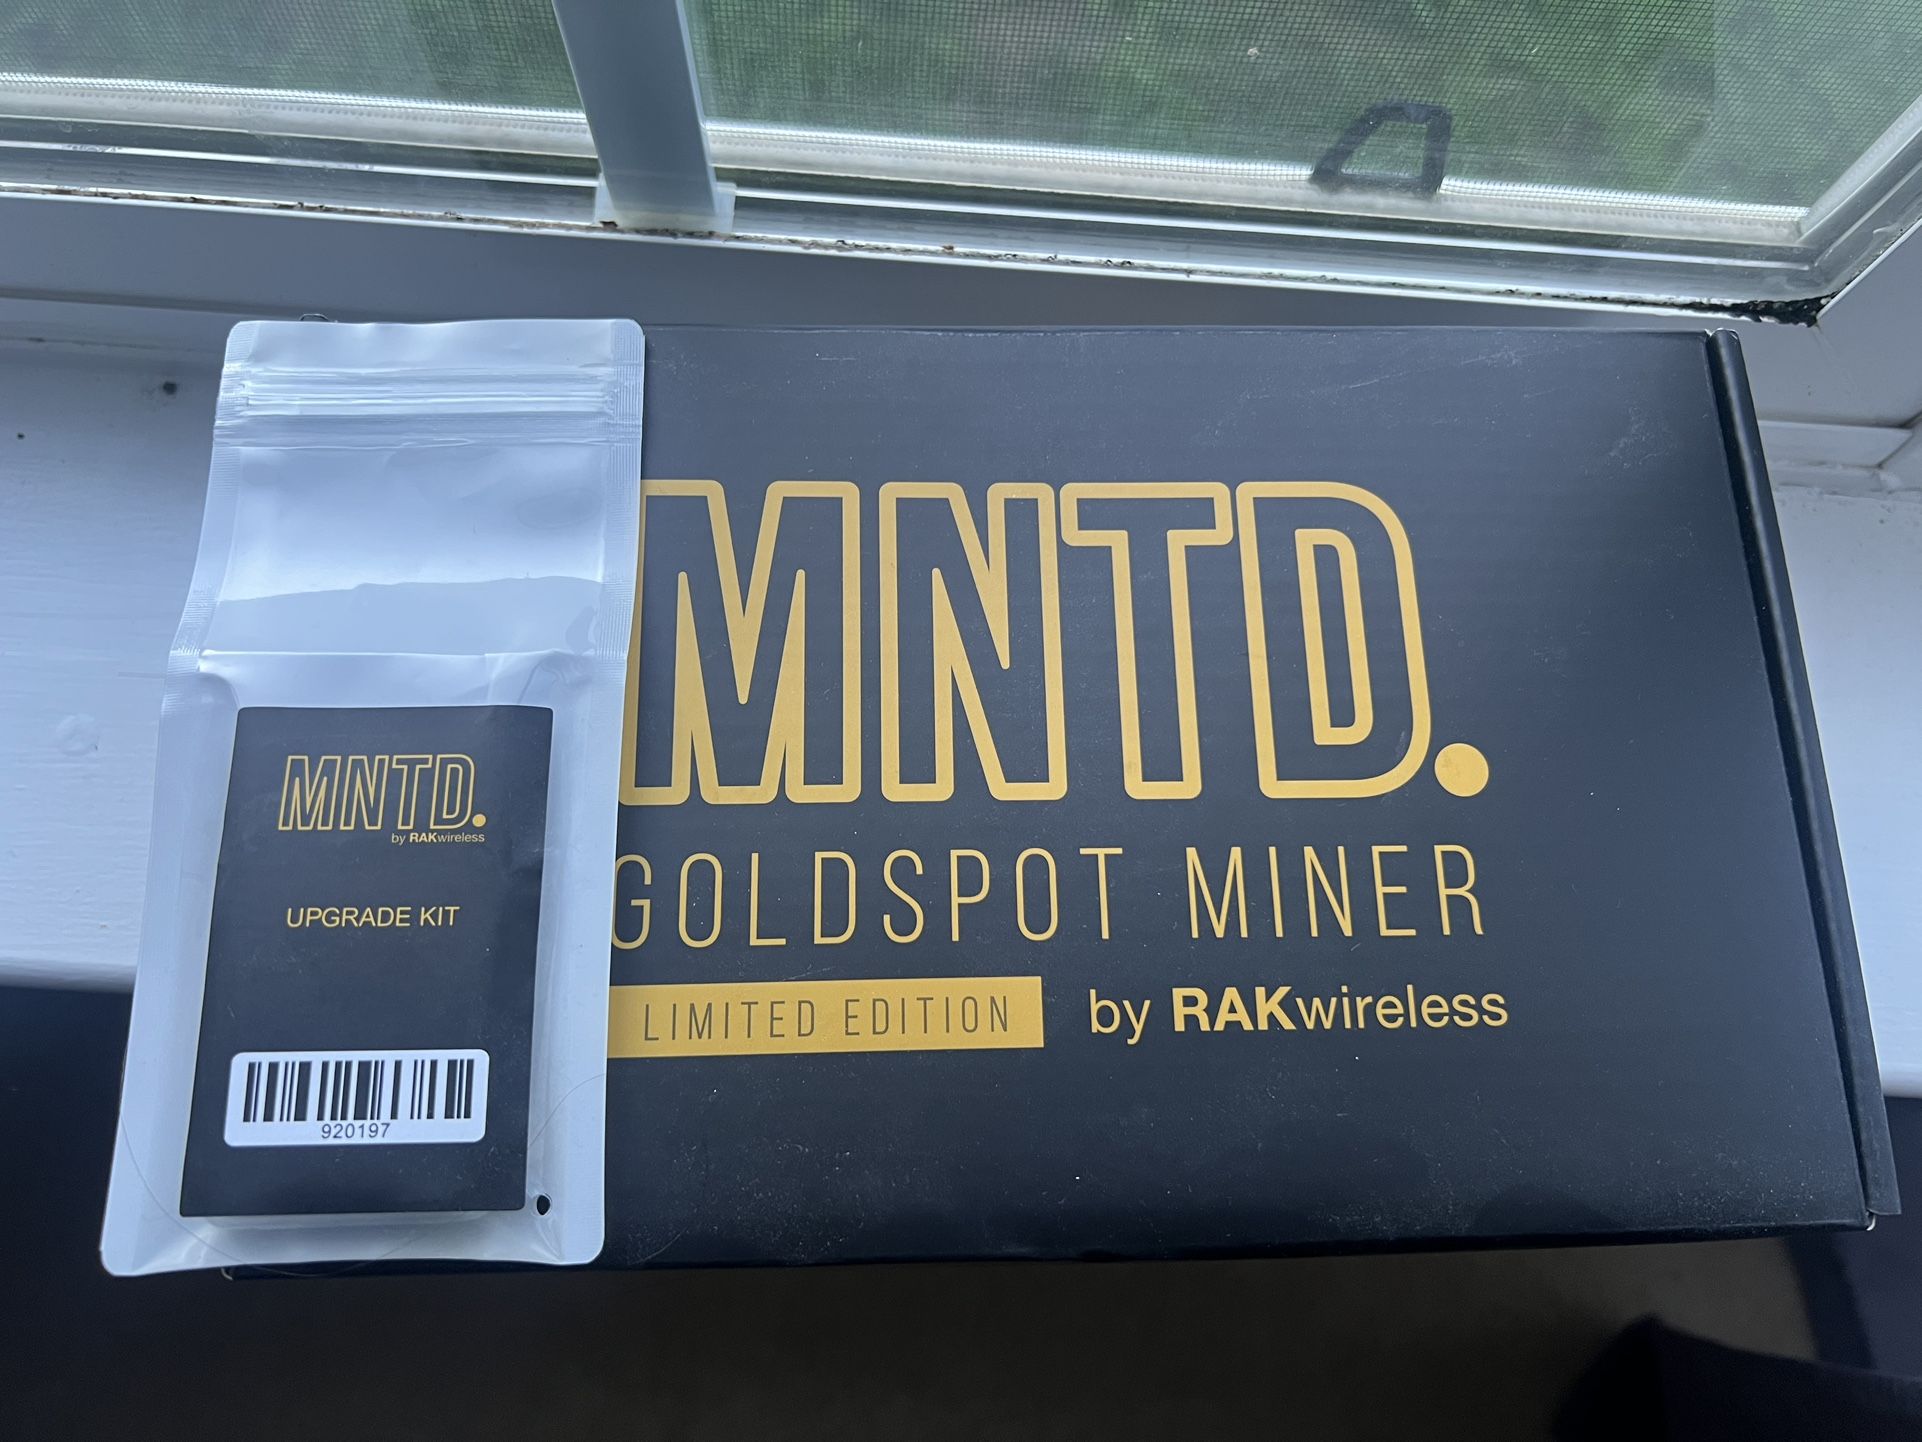 MNTD.
by RAKwireless
UPGRADE KIT
920197
MNTD.
GOLDSPOT MINER
LIMITED EDITION by RAKwireless